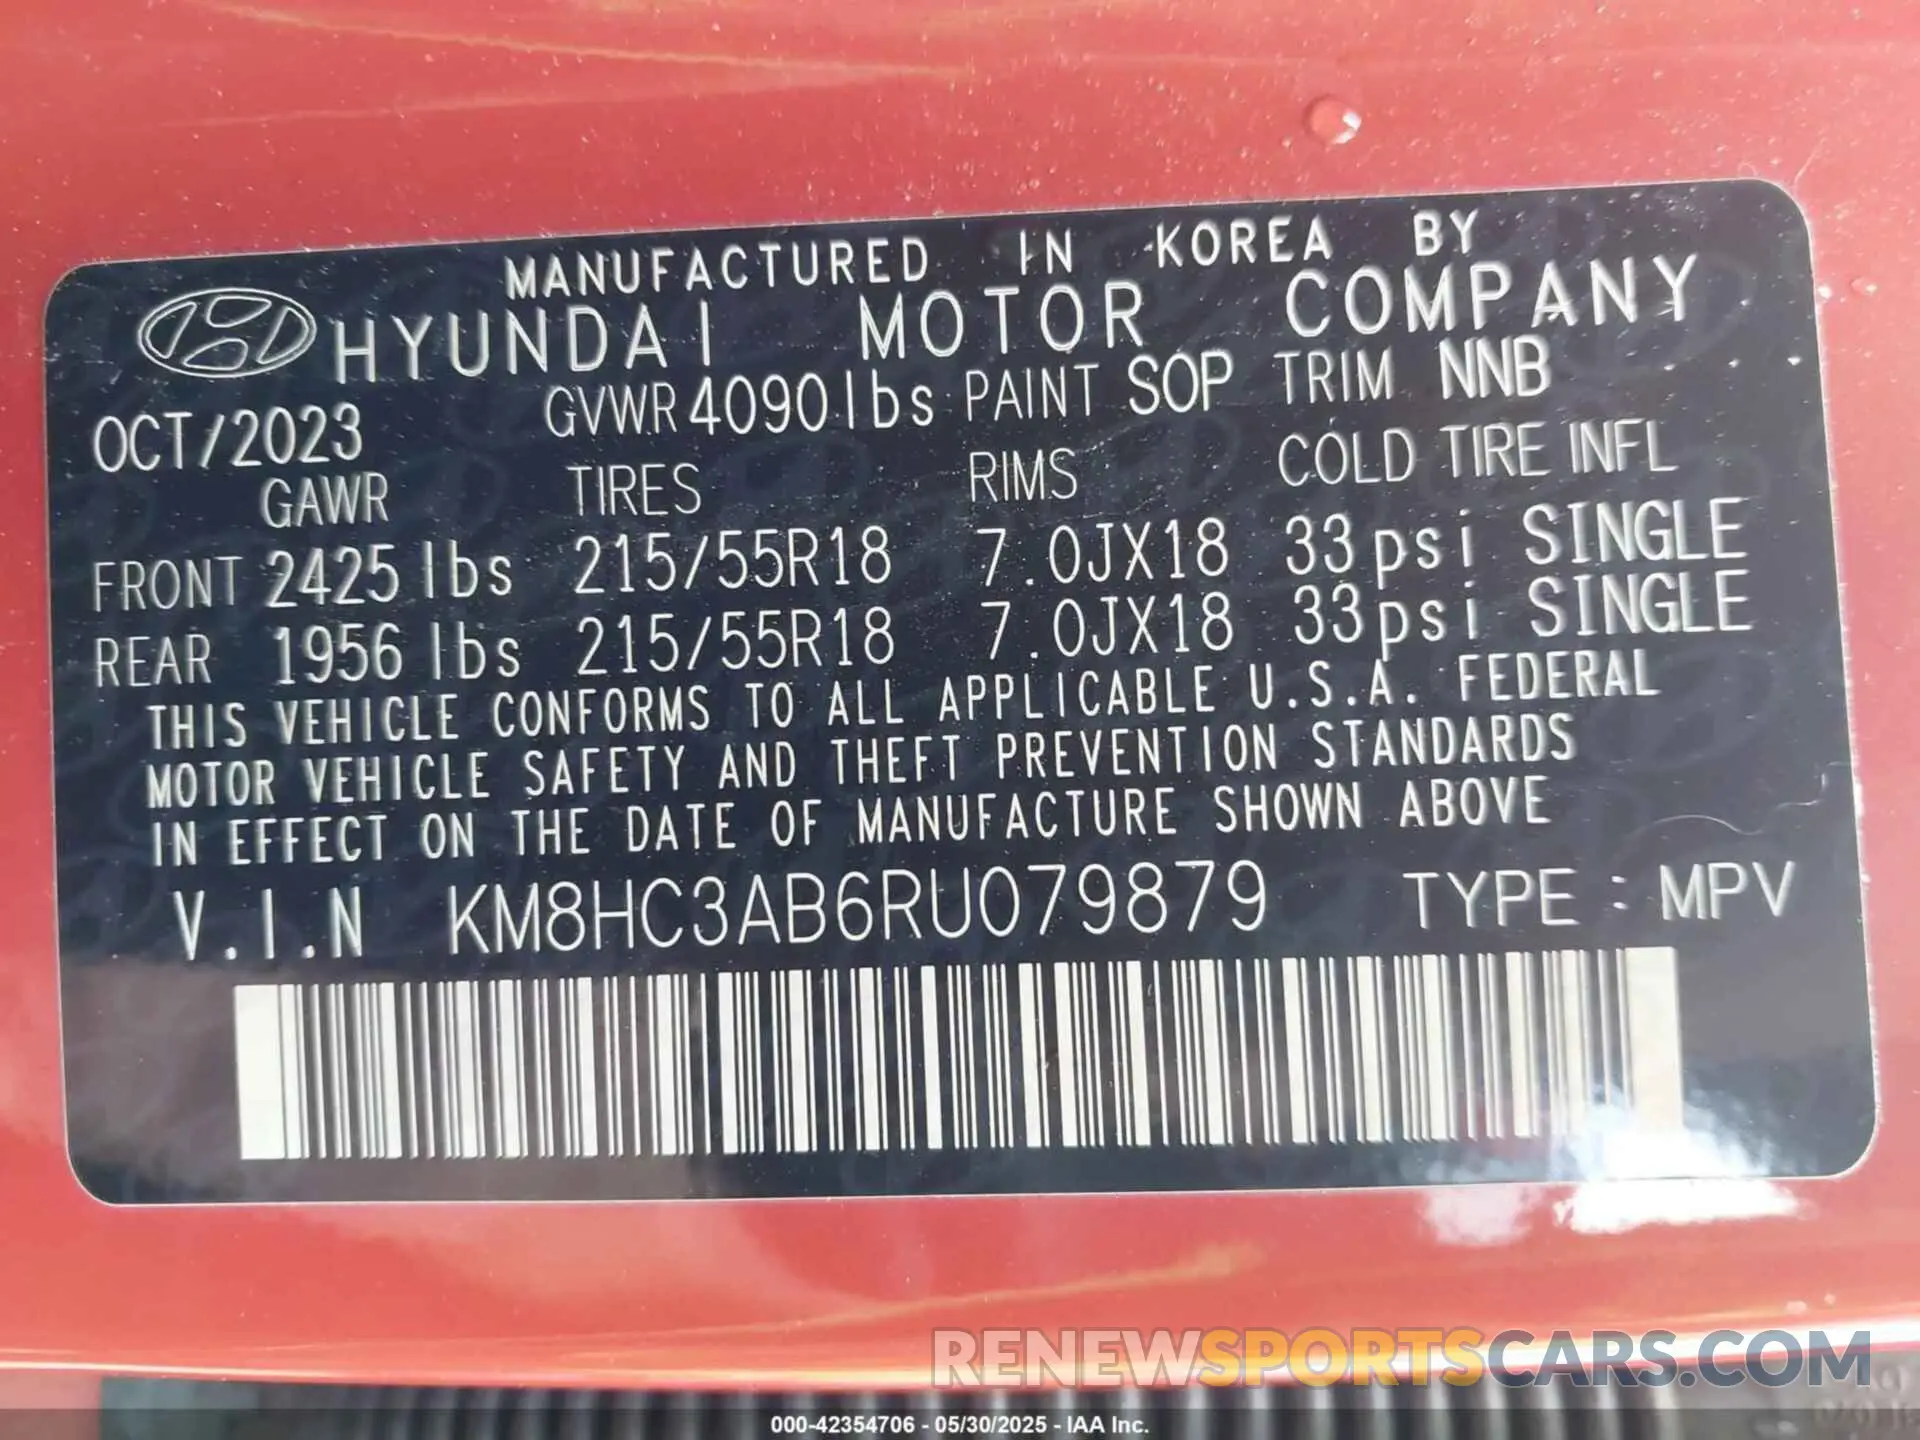 MANUFACTURED IN KOREA BY
HYUNDAI MOTOR COMPANY
OCT/2023 GVWR 4090 lbs PAINT SOP TRIM NNB
GAWR TIRES RIMS COLD TIRE INFL
FRONT 2425 lbs 215/55R18 7.0JX18 33psi SINGLE
REAR 1956 lbs 215/55R18 7.0JX18 33psi SINGLE
THIS VEHICLE CONFORMS TO ALL APPLICABLE U.S.A. FEDERAL
MOTOR VEHICLE SAFETY AND THEFT PREVENTION STANDARDS
IN EFFECT ON THE DATE OF MANUFACTURE SHOWN ABOVE
V.I.N KM8HC3AB6RU079879 TYPE : MPV
RENEWSPORTSCARS.COM
000-42354706 - 05/30/2025 - IAA Inc.